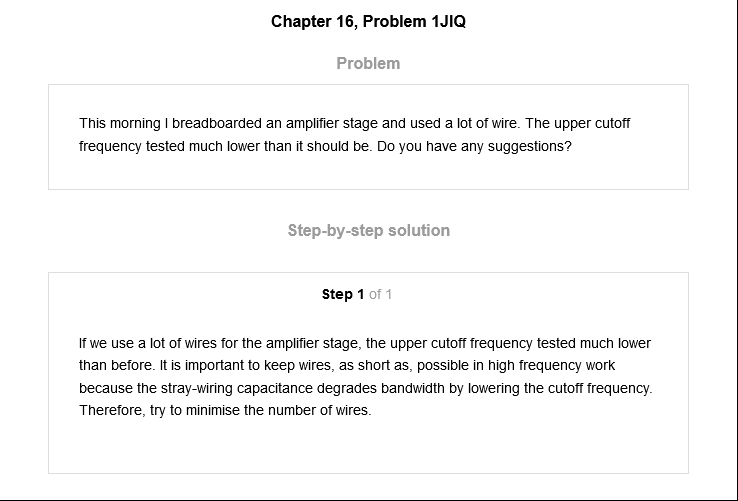 Chapter 16, Problem 1JIQ
Problem
This morning I breadboarded an amplifier stage and used a lot of wire. The upper cutoff
frequency tested much lower than it should be. Do you have any suggestions?
Step-by-step solution
Step 1 of 1
If we use a lot of wires for the amplifier stage, the upper cutoff frequency tested much lower
than before. It is important to keep wires, as short as, possible in high frequency work
because the stray-wiring capacitance degrades bandwidth by lowering the cutoff frequency.
Therefore, try to minimise the number of wires.